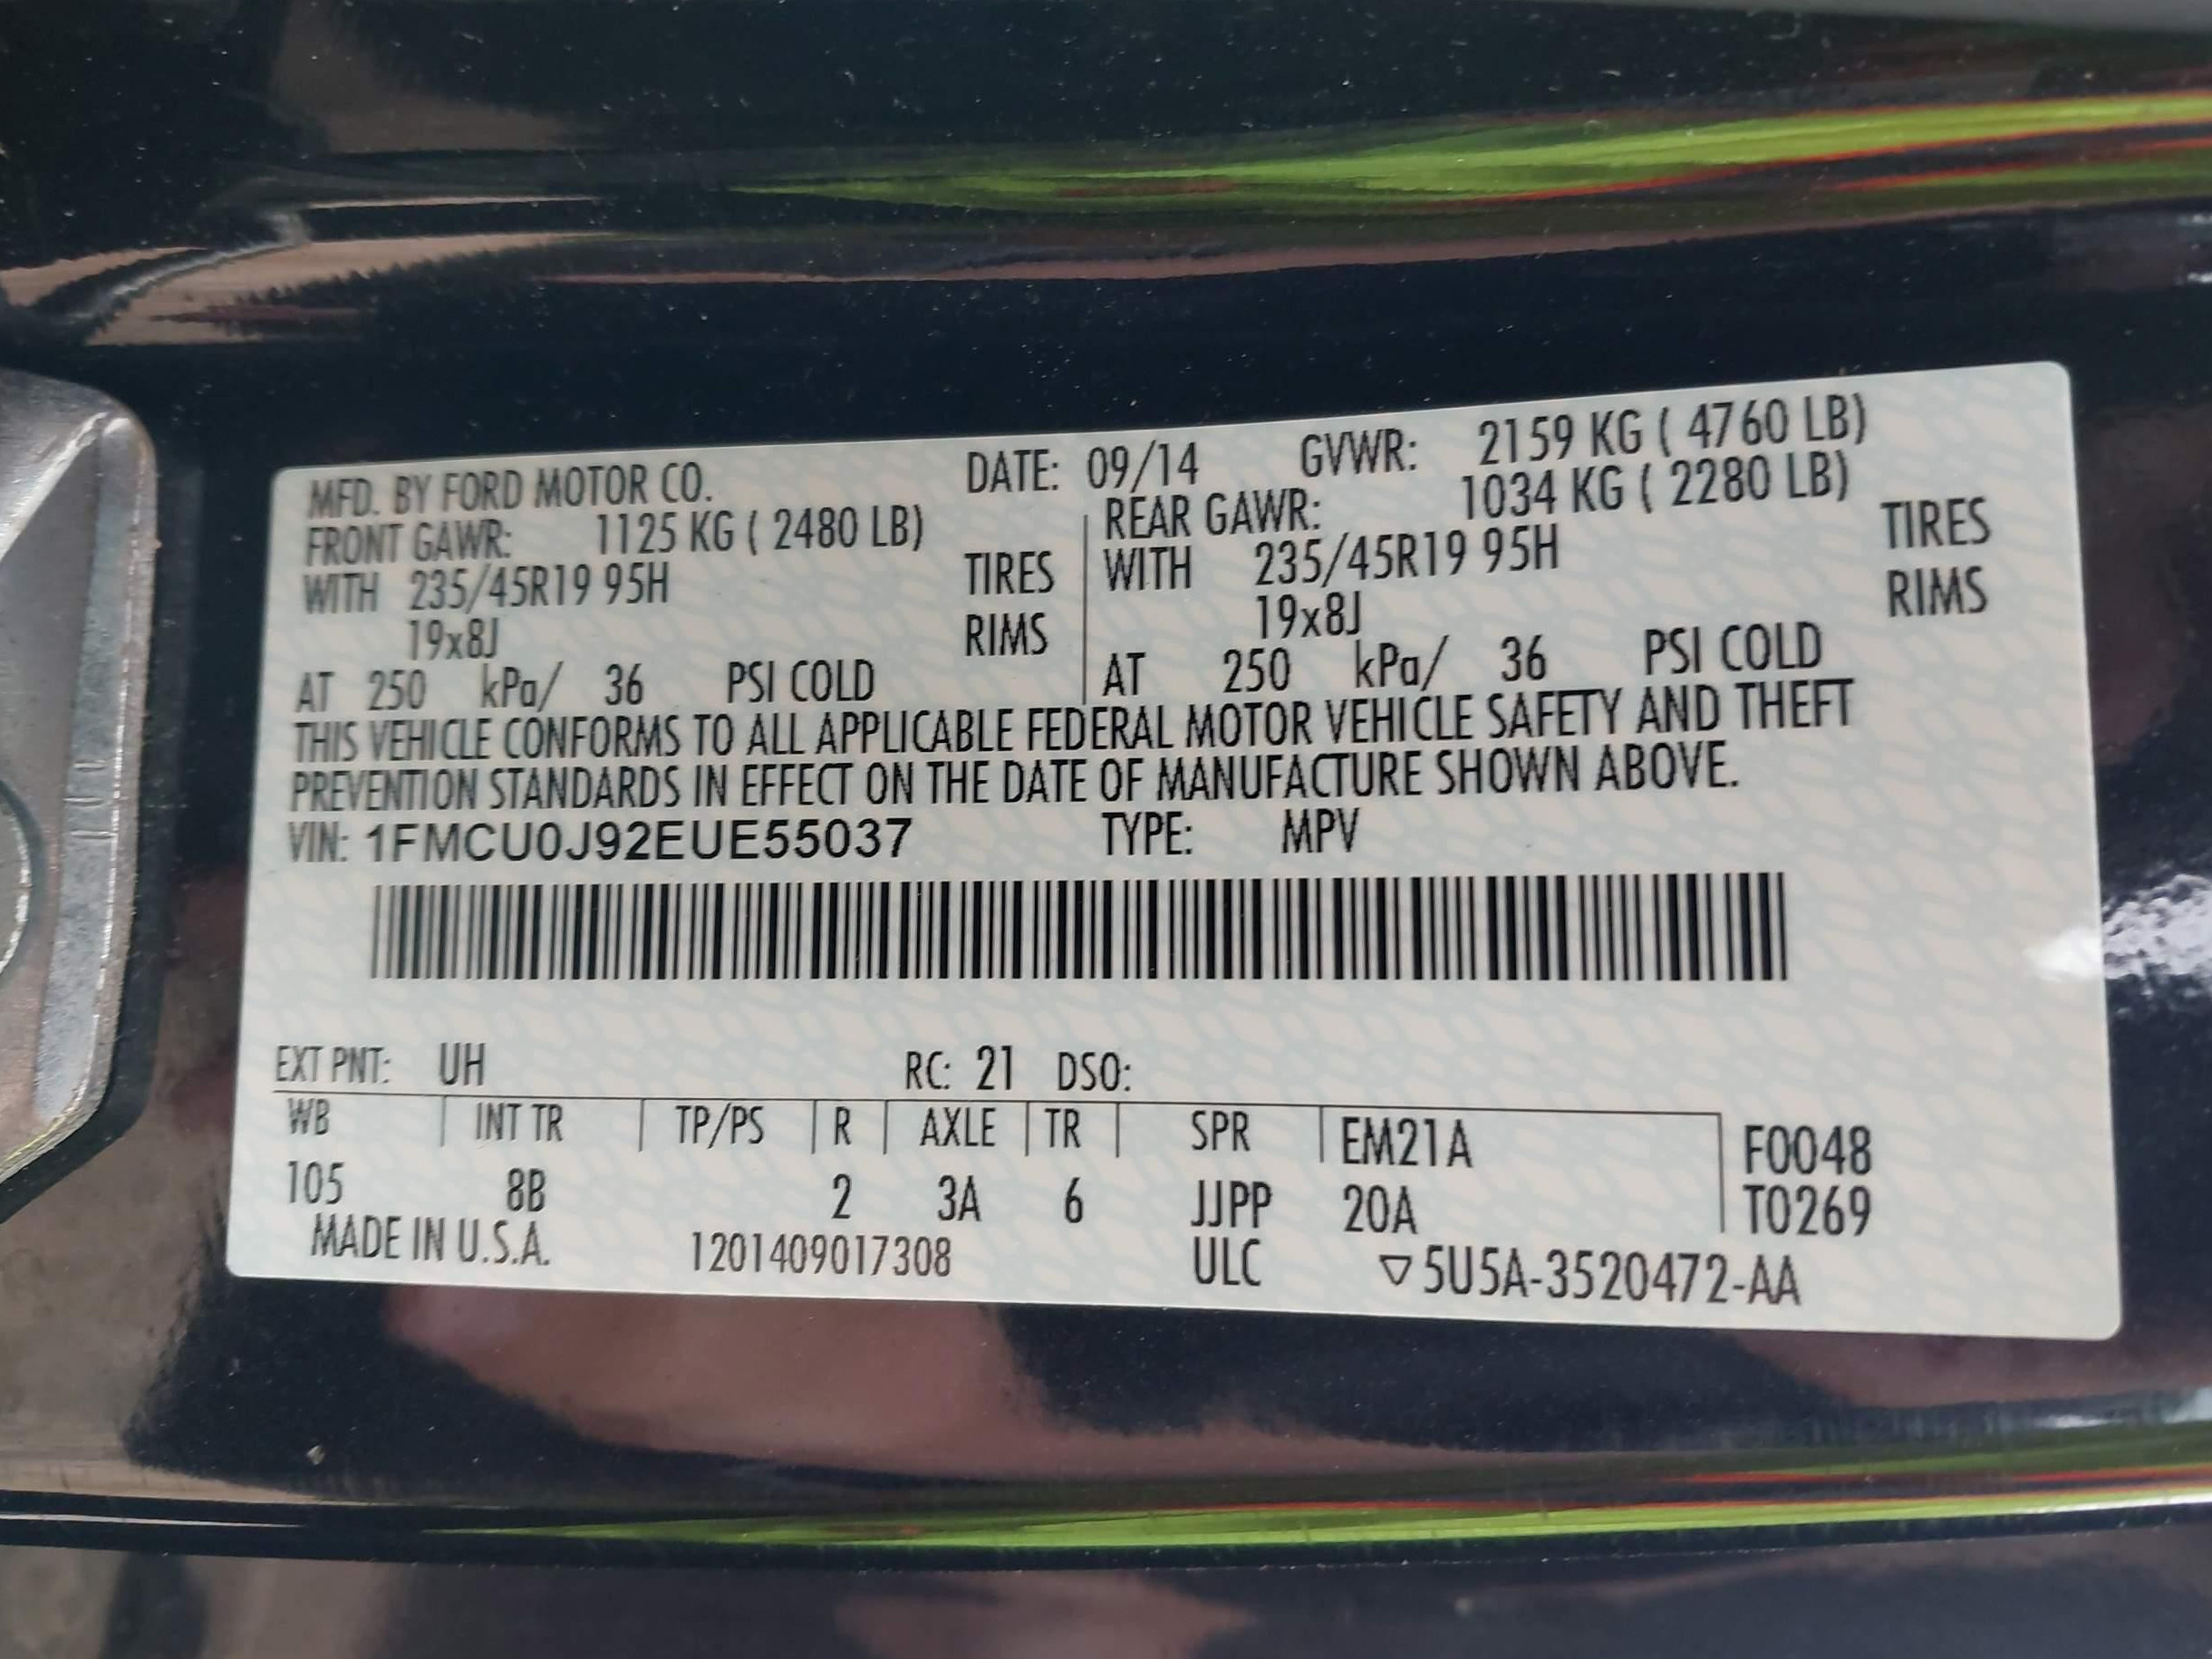 MFD. BY FORD MOTOR CO. DATE: 09/14 GVWR: 2159 KG ( 4760 LB)
FRONT GAWR: 1125 KG ( 2480 LB) REAR GAWR: 1034 KG ( 2280 LB)
WITH 235/45R19 95H TIRES WITH 235/45R19 95H TIRES
19x8J RIMS 19x8J RIMS
AT 250 kPa/ 36 PSI COLD AT 250 kPa/ 36 PSI COLD
THIS VEHICLE CONFORMS TO ALL APPLICABLE FEDERAL MOTOR VEHICLE SAFETY AND THEFT
PREVENTION STANDARDS IN EFFECT ON THE DATE OF MANUFACTURE SHOWN ABOVE.
VIN: 1FMCU0J92EUE55037 TYPE: MPV
EXT PNT: UH RC: 21 DSO:
WB INT TR TP/PS R AXLE TR SPR EM21A F0048
105 8B 2 3A 6 JJPP 20A T0269
MADE IN U.S.A. 1201409017308 ULC ▽5U5A-3520472-AA